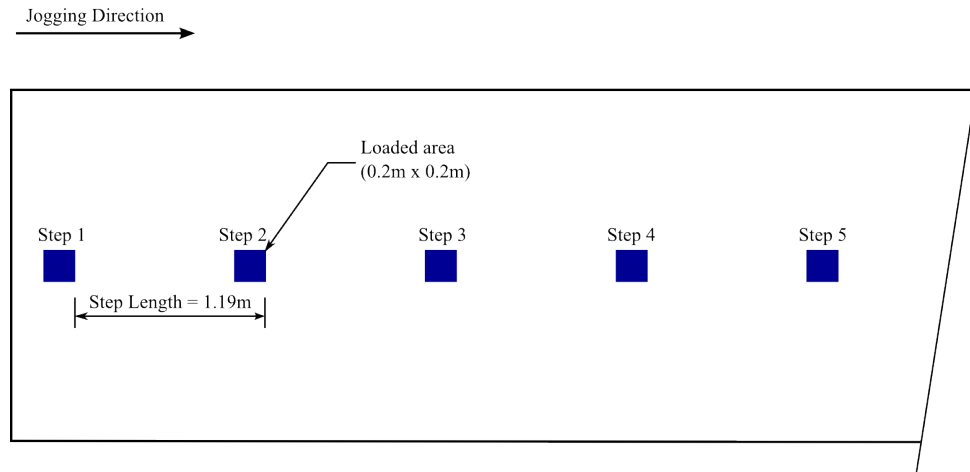 Jogging Direction
Loaded area
(0.2m x 0.2m)
Step 1
Step 2
Step 3
Step 4
Step 5
Step Length = 1.19m